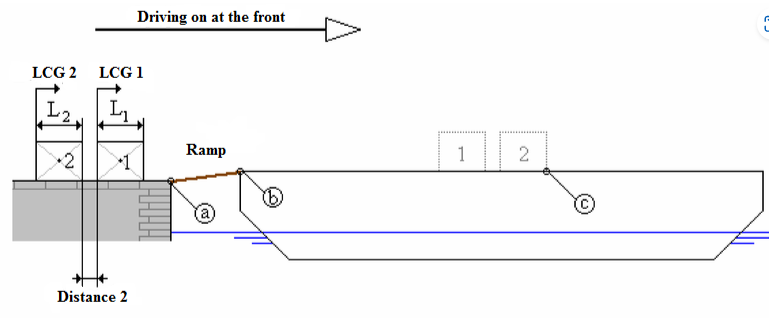 Driving on at the front
LCG 2 LCG 1
L2 L1
Ramp
2 1
1 2
a
b
c
Distance 2